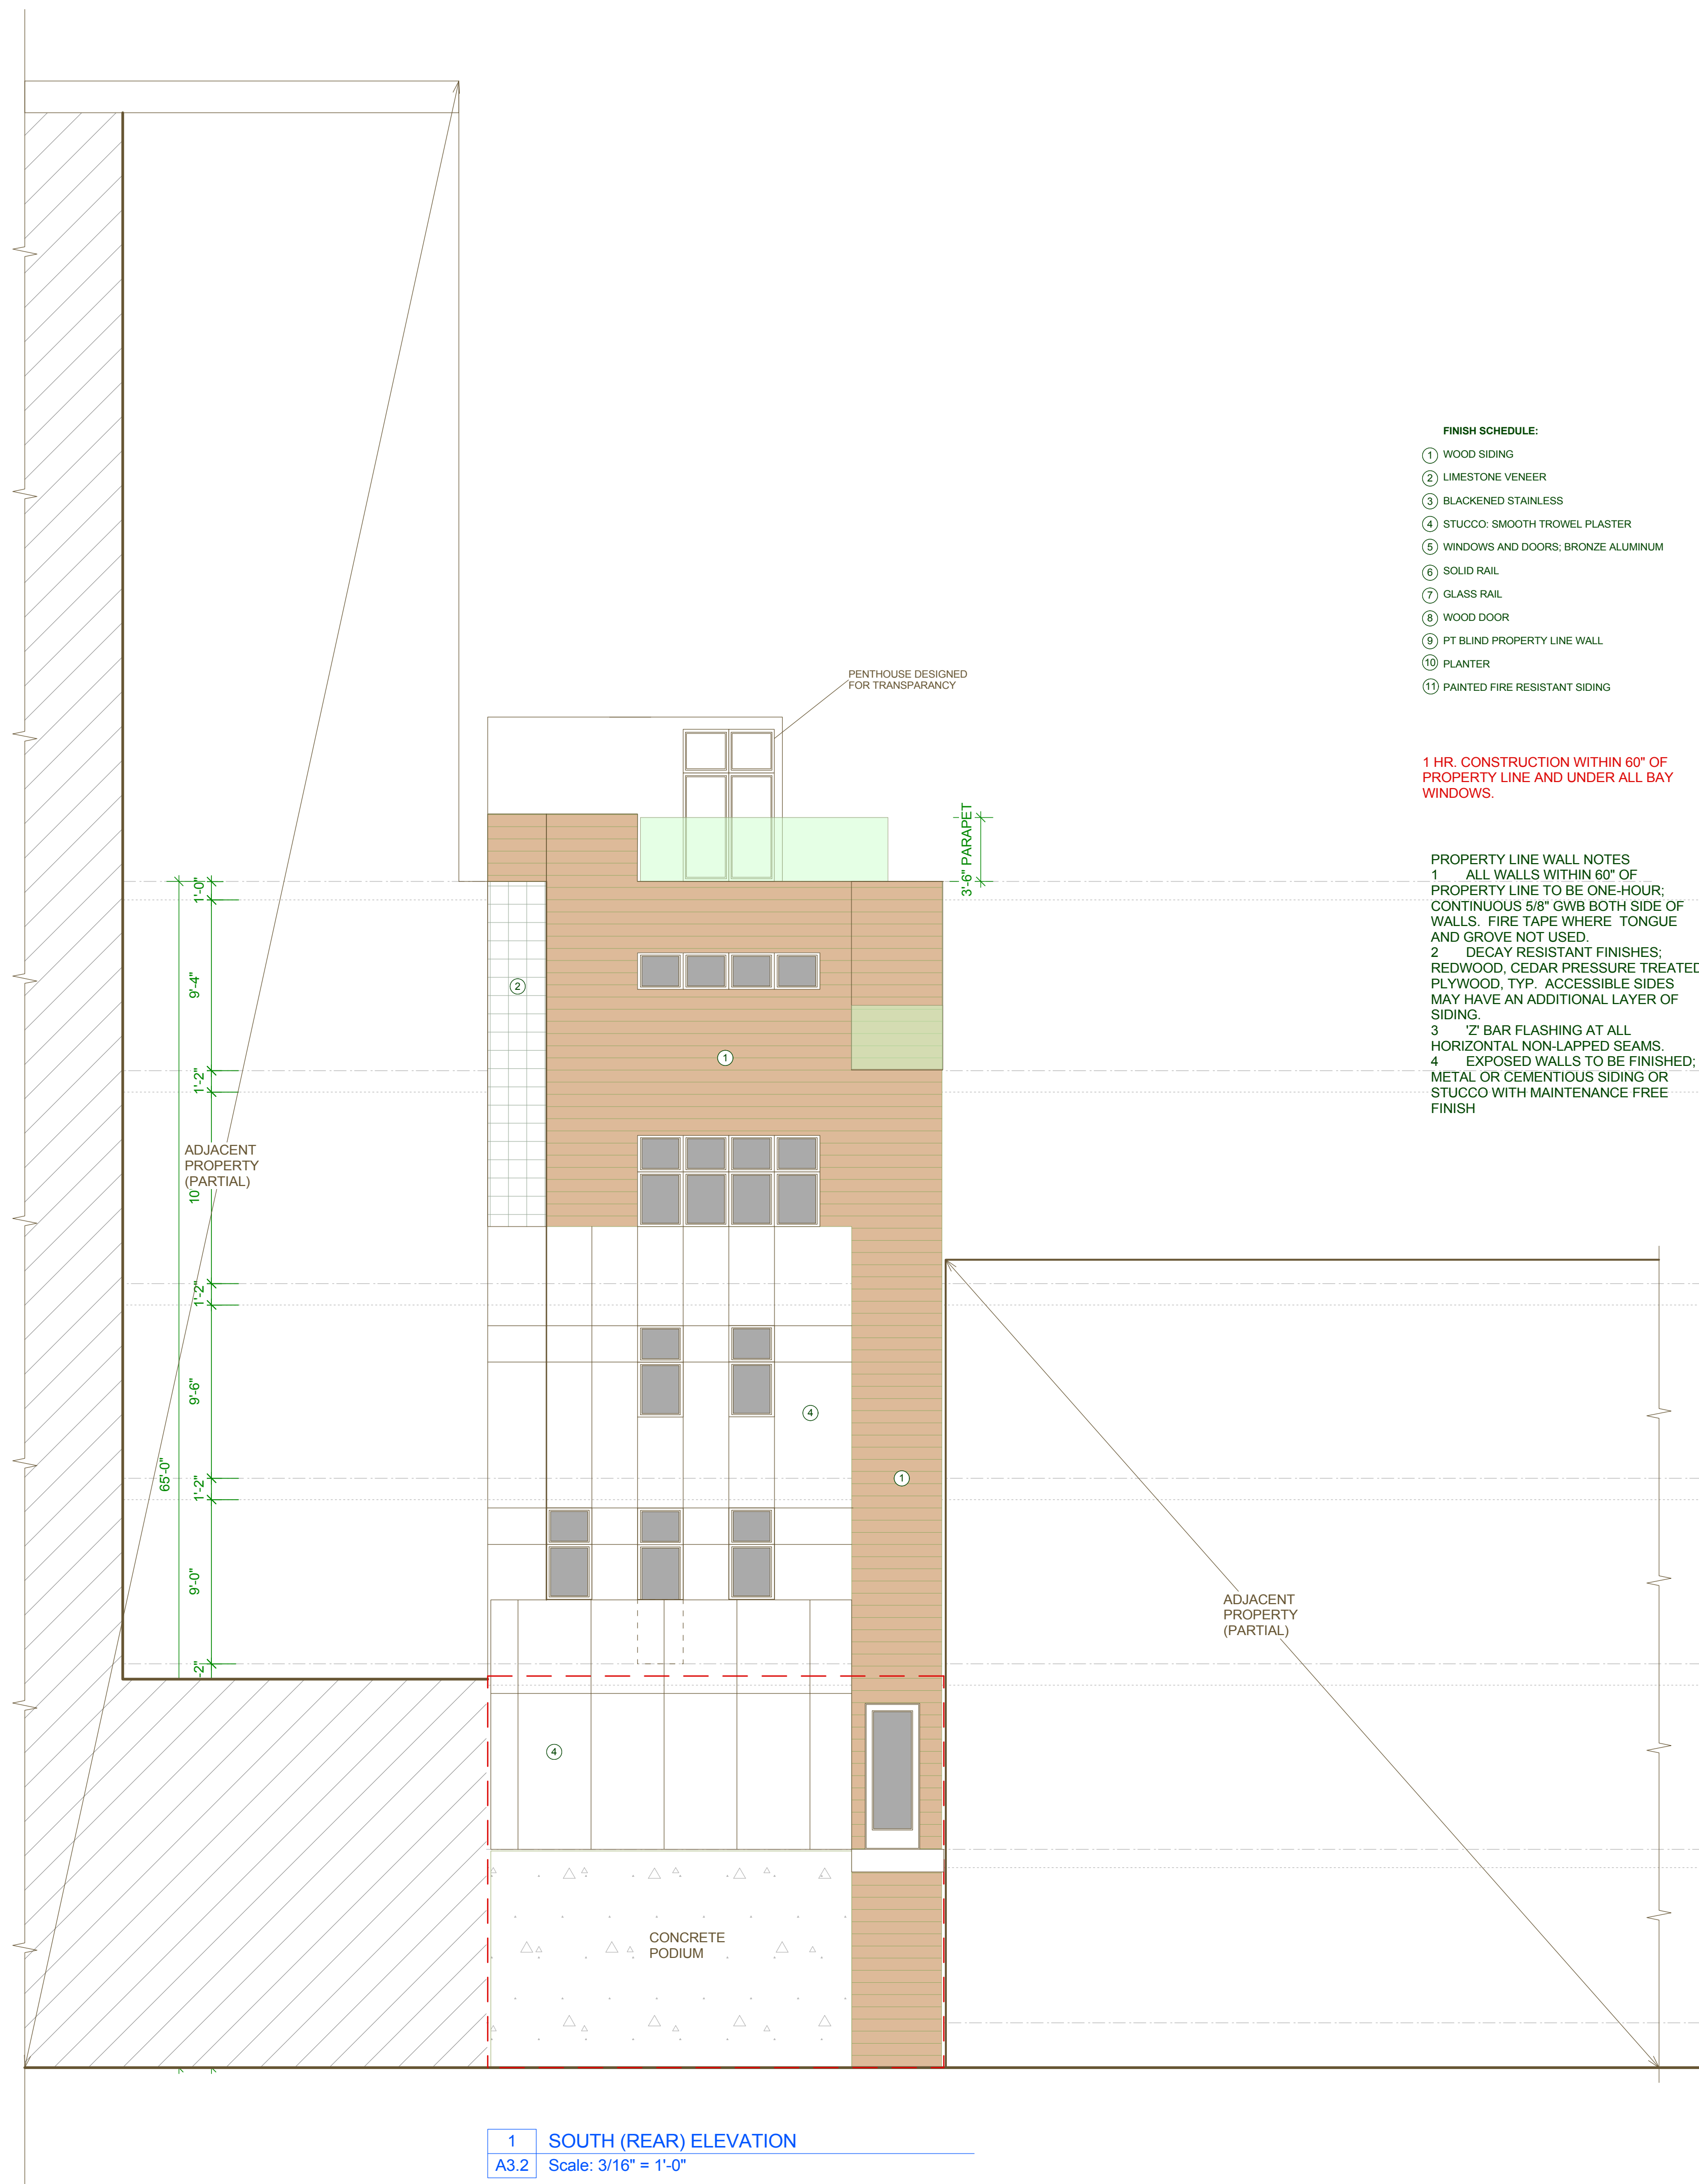 FINISH SCHEDULE:
1 WOOD SIDING
2 LIMESTONE VENEER
3 BLACKENED STAINLESS
4 STUCCO: SMOOTH TROWEL PLASTER
5 WINDOWS AND DOORS; BRONZE ALUMINUM
6 SOLID RAIL
7 GLASS RAIL
8 WOOD DOOR
9 PT BLIND PROPERTY LINE WALL
10 PLANTER
11 PAINTED FIRE RESISTANT SIDING
PENTHOUSE DESIGNED
FOR TRANSPARANCY
1 HR. CONSTRUCTION WITHIN 60" OF
PROPERTY LINE AND UNDER ALL BAY
WINDOWS.
3'-6" PARAPET
PROPERTY LINE WALL NOTES
1 ALL WALLS WITHIN 60" OF
PROPERTY LINE TO BE ONE-HOUR;
CONTINUOUS 5/8" GWB BOTH SIDE OF
WALLS. FIRE TAPE WHERE TONGUE
AND GROVE NOT USED.
2 DECAY RESISTANT FINISHES;
REDWOOD, CEDAR PRESSURE TREATED
PLYWOOD, TYP. ACCESSIBLE SIDES
MAY HAVE AN ADDITIONAL LAYER OF
SIDING.
3 'Z' BAR FLASHING AT ALL
HORIZONTAL NON-LAPPED SEAMS.
4 EXPOSED WALLS TO BE FINISHED;
METAL OR CEMENTIOUS SIDING OR
STUCCO WITH MAINTENANCE FREE
FINISH
1'-0"
9'-4"
1'-2"
10
1'-2"
9'-6"
1'-2"
9'-0"
-2"
65'-0"
ADJACENT
PROPERTY
(PARTIAL)
2
1
4
1
4
ADJACENT
PROPERTY
(PARTIAL)
CONCRETE
PODIUM
1 SOUTH (REAR) ELEVATION
A3.2 Scale: 3/16" = 1'-0"